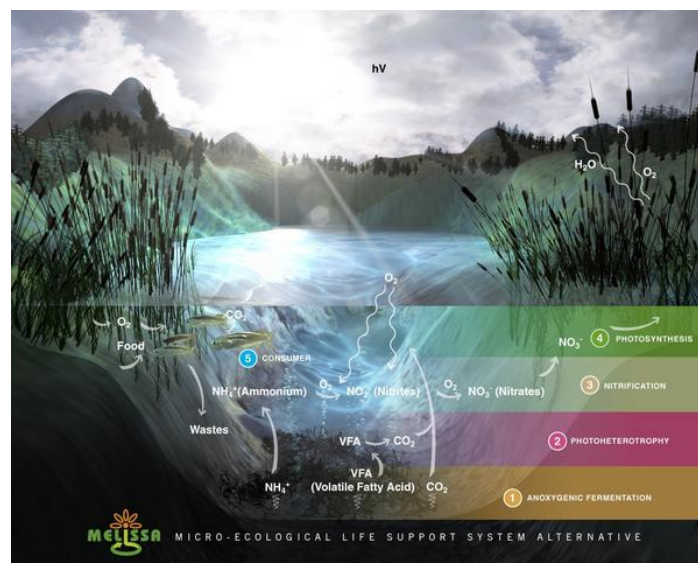 hV
H₂O
O₂
O₂
O₂
CO₂
Food
5 CONSUMER
NO₃⁻
4 PHOTOSYNTHESIS
NH₄⁺(Ammonium)
O₂
NO₂⁻ (Nitrites)
O₂
NO₃⁻ (Nitrates)
3 NITRIFICATION
Wastes
VFA
CO₂
2 PHOTOHETEROTROPHY
NH₄⁺
VFA
(Volatile Fatty Acid)
CO₂
1 ANOXYGENIC FERMENTATION
MELISSA
MICRO-ECOLOGICAL LIFE SUPPORT SYSTEM ALTERNATIVE